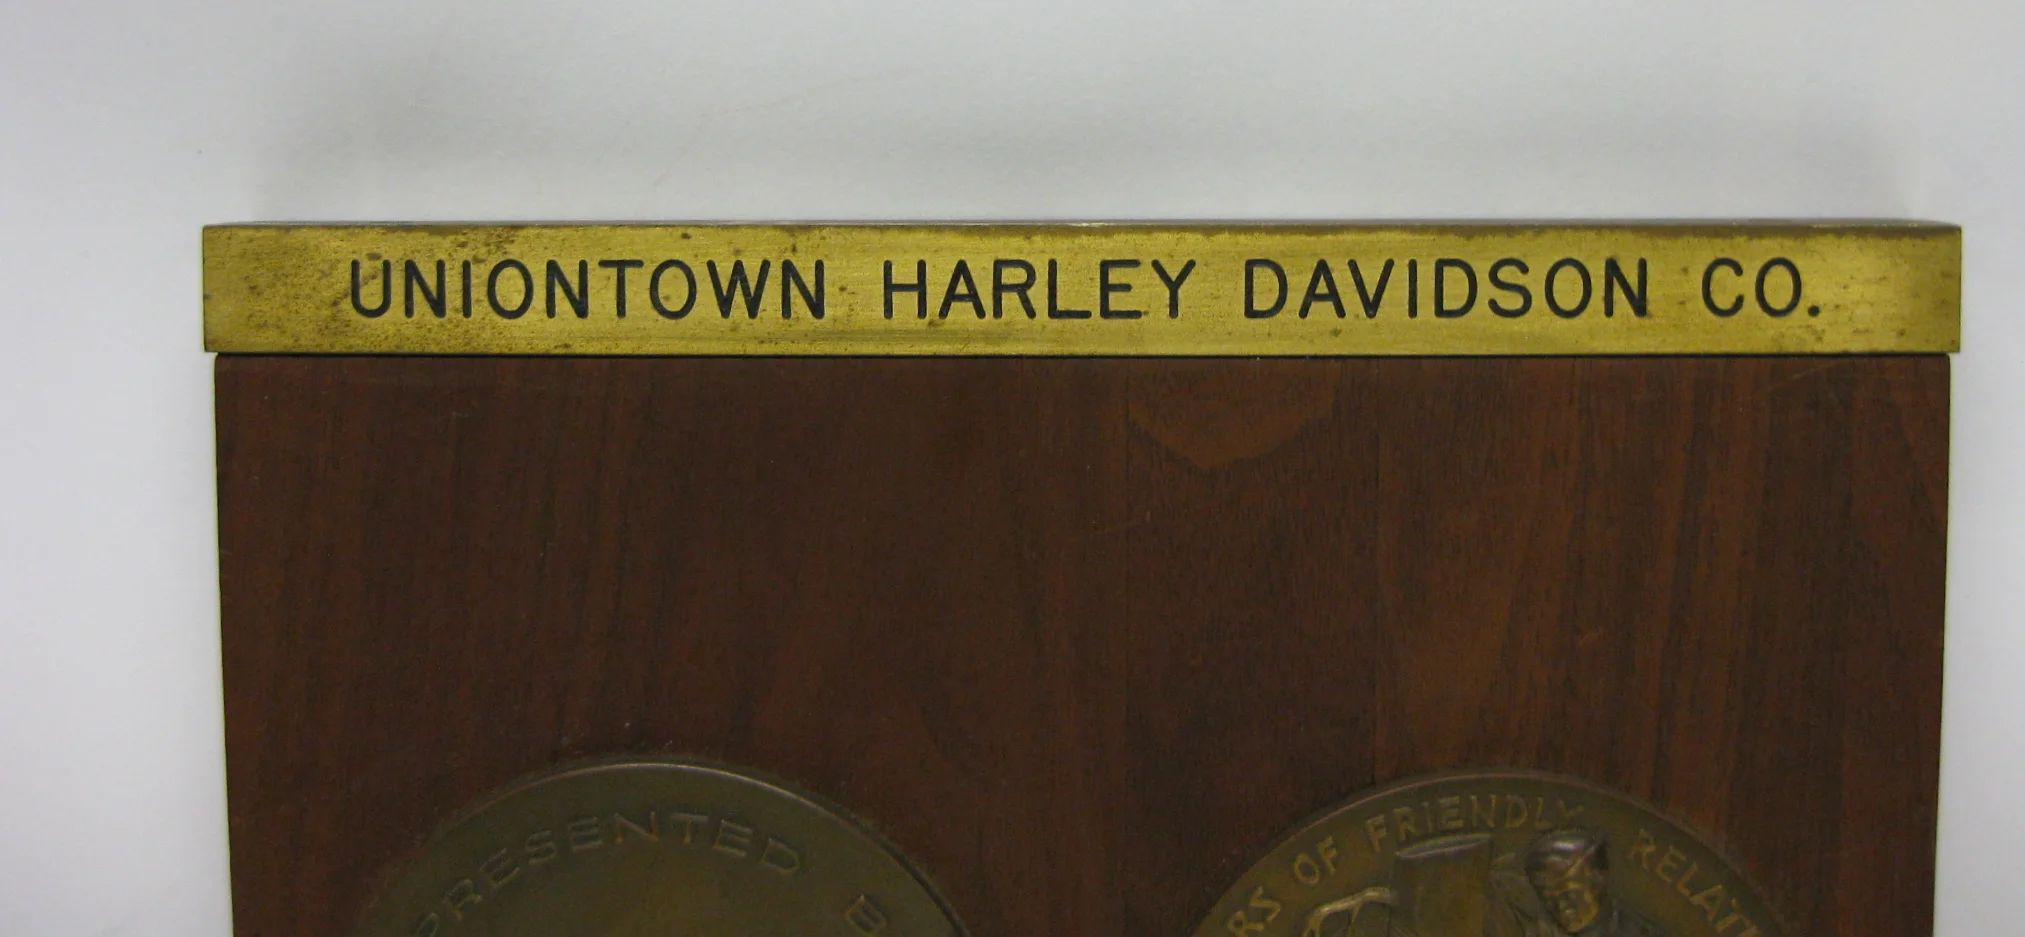 UNIONTOWN HARLEY DAVIDSON CO.
PRESENTED
OF FRIENDLY